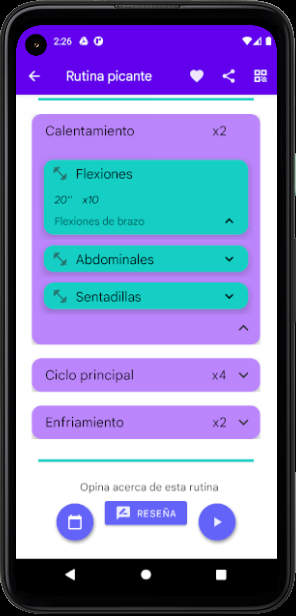 2:26
Rutina picante
Calentamiento x2
Flexiones
20" x10
Flexiones de brazo
Abdominales
Sentadillas
Ciclo principal x4
Enfriamiento x2
Opina acerca de esta rutina
RESEÑA